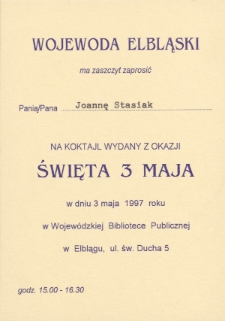 WOJEWODA ELBLĄSKI
ma zaszczyt zaprosić
Panią/Pana Joannę Stasiak
NA KOKTAJL WYDANY Z OKAZJI
ŚWIĘTA 3 MAJA
w dniu 3 maja 1997 roku
w Wojewódzkiej Bibliotece Publicznej
w Elblągu, ul. św. Ducha 5
godz. 15.00 - 16.30